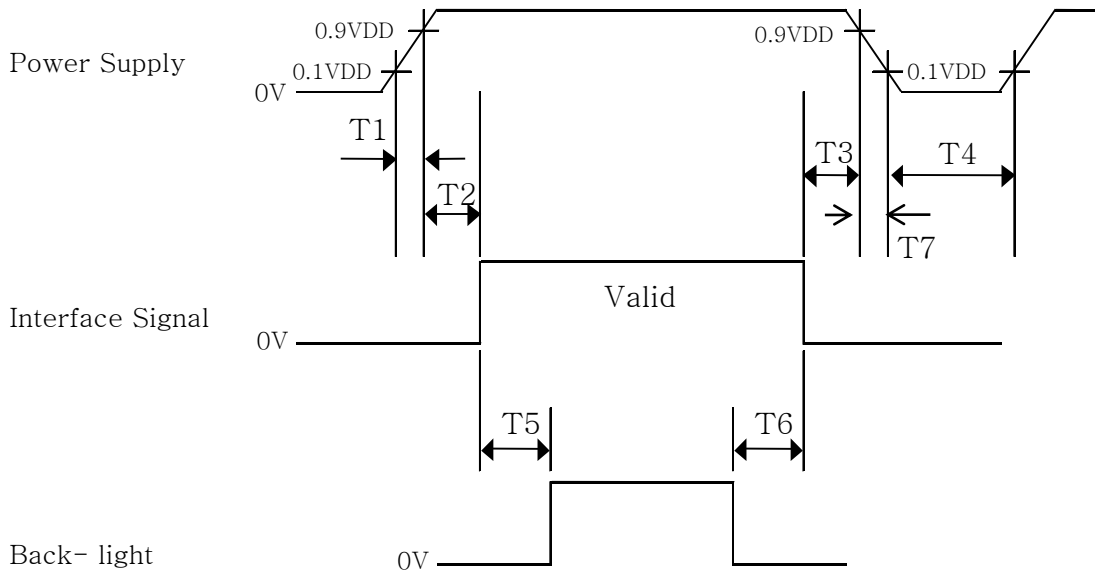 0.9VDD
0.9VDD
Power Supply
0.1VDD
0.1VDD
0V
T1
T3
T4
T2
T7
Valid
Interface Signal
0V
T5
T6
Back- light
0V